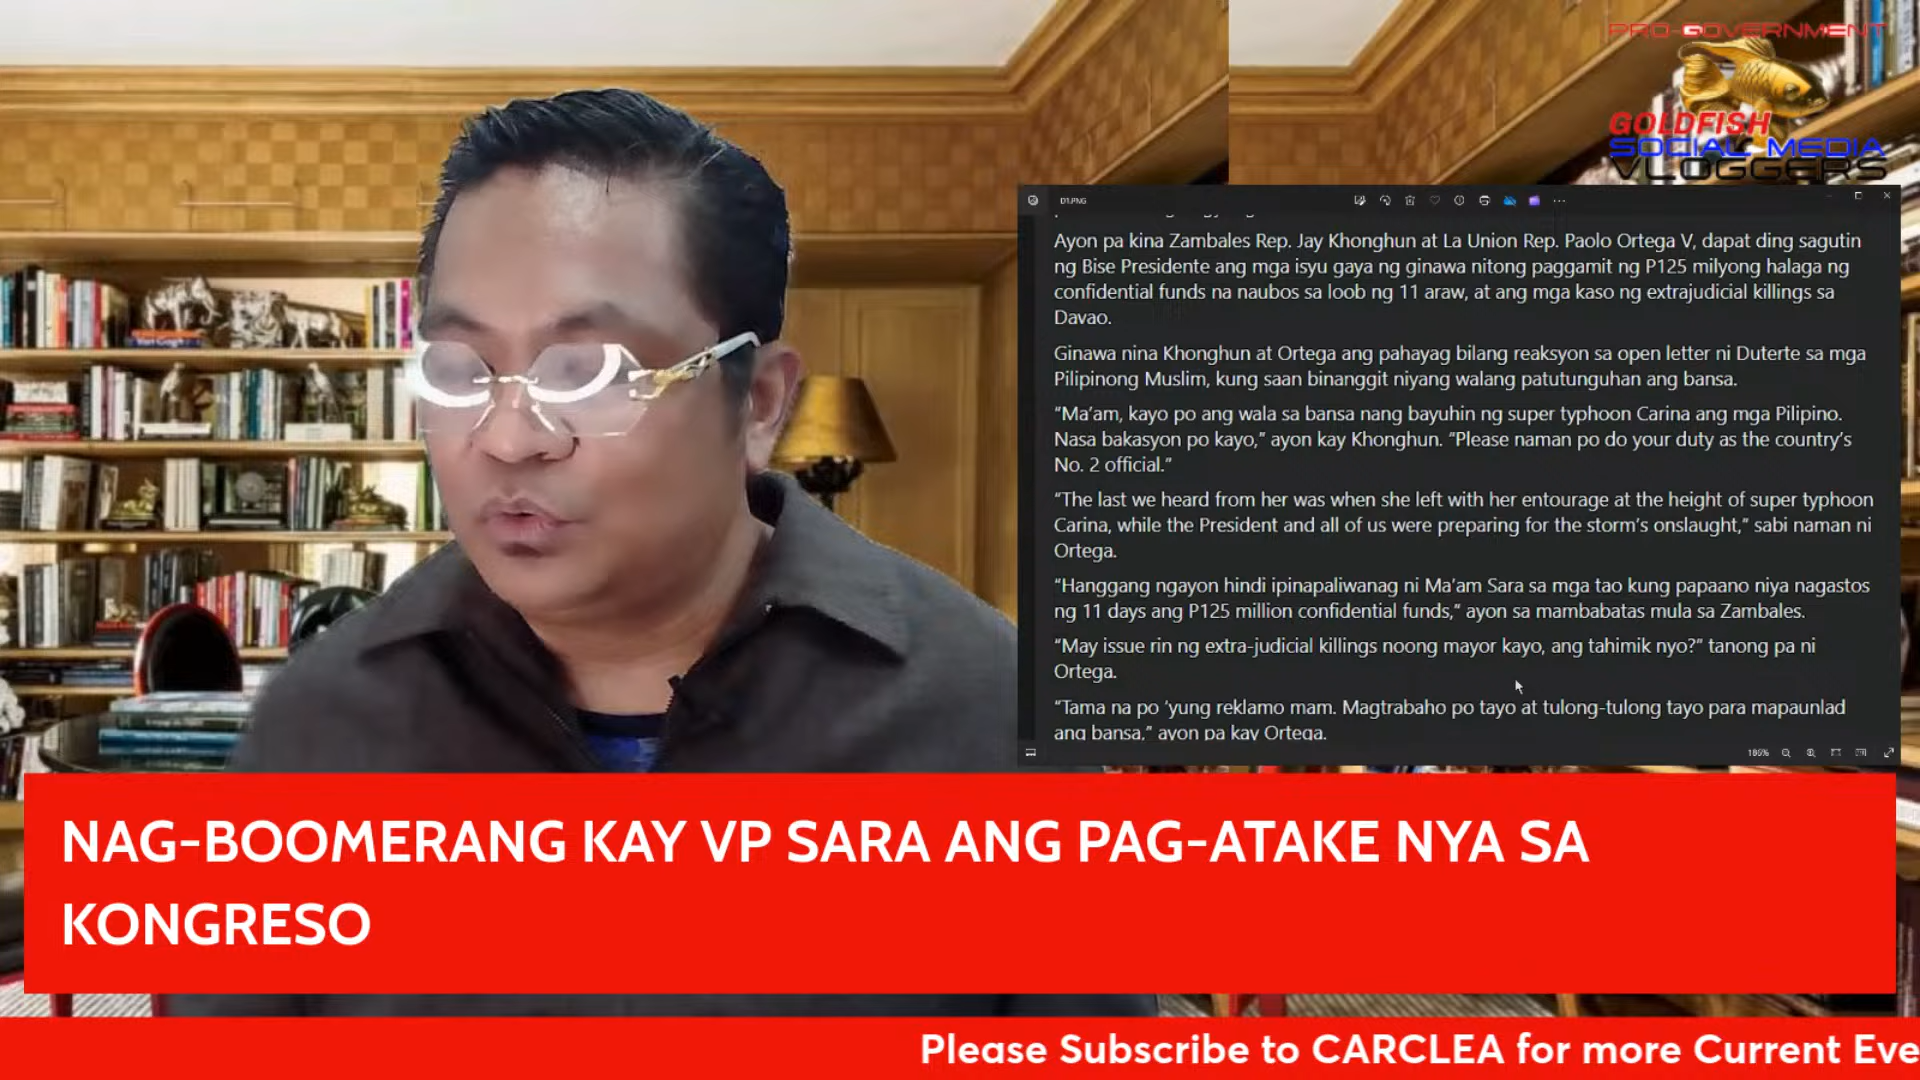 PRO-GOVERNMENT
GOLDFISH
SOCIAL MEDIA
VLOGGERS
D1.PNG
Ayon pa kina Zambales Rep. Jay Khonghun at La Union Rep. Paolo Ortega V, dapat ding sagutin
ng Bise Presidente ang mga isyu gaya ng ginawa nitong paggamit ng P125 milyong halaga ng
confidential funds na naubos sa loob ng 11 araw, at ang mga kaso ng extrajudicial killings sa
Davao.
Ginawa nina Khonghun at Ortega ang pahayag bilang reaksyon sa open letter ni Duterte sa mga
Pilipinong Muslim, kung saan binanggit niyang walang patutunguhan ang bansa.
“Ma’am, kayo po ang wala sa bansa nang bayuhin ng super typhoon Carina ang mga Pilipino.
Nasa bakasyon po kayo,” ayon kay Khonghun. “Please naman po do your duty as the country’s
No. 2 official.”
“The last we heard from her was when she left with her entourage at the height of super typhoon
Carina, while the President and all of us were preparing for the storm’s onslaught,” sabi naman ni
Ortega.
“Hanggang ngayon hindi ipinapaliwanag ni Ma’am Sara sa mga tao kung papaano niya nagastos
ng 11 days ang P125 million confidential funds,” ayon sa mambabatas mula sa Zambales.
“May issue rin ng extra-judicial killings noong mayor kayo, ang tahimik nyo?” tanong pa ni
Ortega.
“Tama na po ‘yung reklamo mam. Magtrabaho po tayo at tulong-tulong tayo para mapaunlad
ang bansa,” ayon pa kay Ortega.
186%
NAG-BOOMERANG KAY VP SARA ANG PAG-ATAKE NYA SA
KONGRESO
Please Subscribe to CARCLEA for more Current Eve